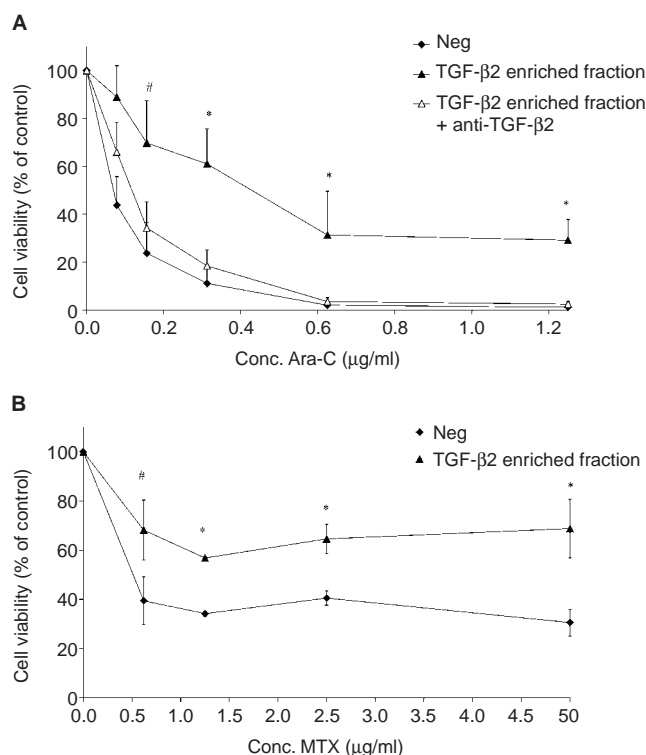 A
Neg
TGF-β2 enriched fraction
TGF-β2 enriched fraction
+ anti-TGF-β2
Cell viability (% of control)
100
80
60
40
20
0
#
*
*
*
0.0 0.2 0.4 0.6 0.8 1.0 1.2
Conc. Ara-C (μg/ml)
B
Neg
TGF-β2 enriched fraction
Cell viability (% of control)
100
80
60
40
20
0
#
*
*
*
0.0 0.5 1.0 1.5 2.0 2.5 3.0 3.5 4.0 4.5 50
Conc. MTX (μg/ml)